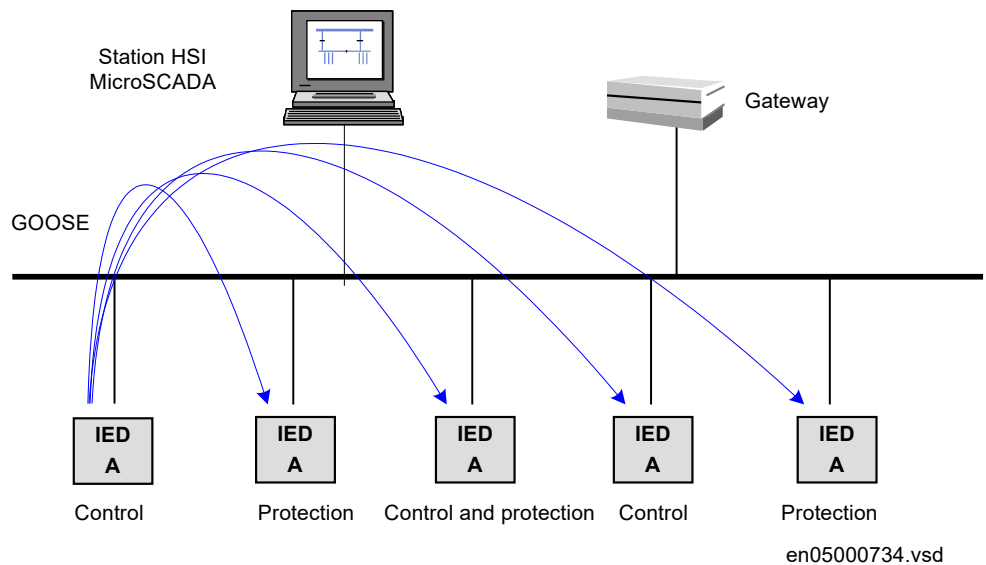 Station HSI
MicroSCADA
Gateway
GOOSE
IED
A
IED
A
IED
A
IED
A
IED
A
Control
Protection
Control and protection
Control
Protection
en05000734.vsd